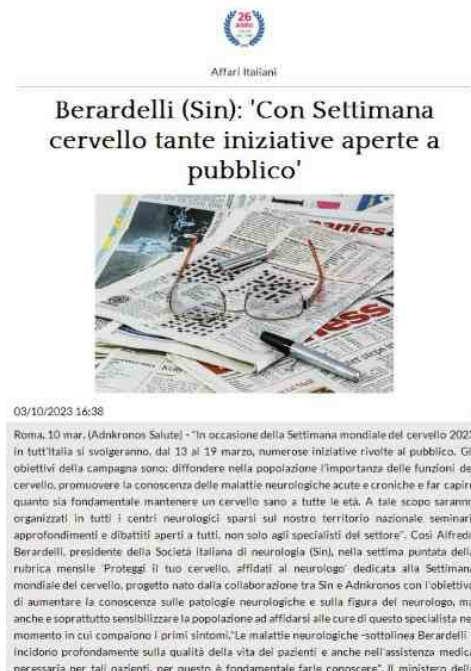 26
ANNI
Affari Italiani
Berardelli (Sin): 'Con Settimana
cervello tante iniziative aperte a
pubblico'
anies
ess
03/10/2023 16:38
Roma, 10 mar. (Adnkronos Salute) - "In occasione della Settimana mondiale del cervello 2023
in tutt'Italia si svolgeranno, dal 13 al 19 marzo, numerose iniziative rivolte al pubblico. Gl
obiettivi della campagna sono: diffondere nella popolazione l'importanza delle funzioni de
cervello, promuovere la conoscenza delle malattie neurologiche acute e croniche e far capire
quanto sia fondamentale mantenere un cervello sano a tutte le età. A tale scopo saranno
organizzati in tutti i centri neurologici sparsi sul nostro territorio nazionale seminari
approfondimenti e dibattiti aperti a tutti, non solo agli specialisti del settore". Così Alfredo
Berardelli, presidente della Società italiana di neurologia (Sin), nella settima puntata della
rubrica mensile 'Proteggi il tuo cervello, affidati al neurologo' dedicata alla Settimana
mondiale del cervello, progetto nato dalla collaborazione tra Sin e Adnkronos con l'obiettivo
di aumentare la conoscenza sulle patologie neurologiche e sulla figura del neurologo, ma
anche e soprattutto sensibilizzare la popolazione ad affidarsi alle cure di questo specialista ne
momento in cui compaiono i primi sintomi."Le malattie neurologiche -sottolinea Berardelli -
incidono profondamente sulla qualità della vita dei pazienti e anche nell'assistenza medica
necessaria per tali pazienti, per questo è fondamentale farle conoscere". Il ministero dell